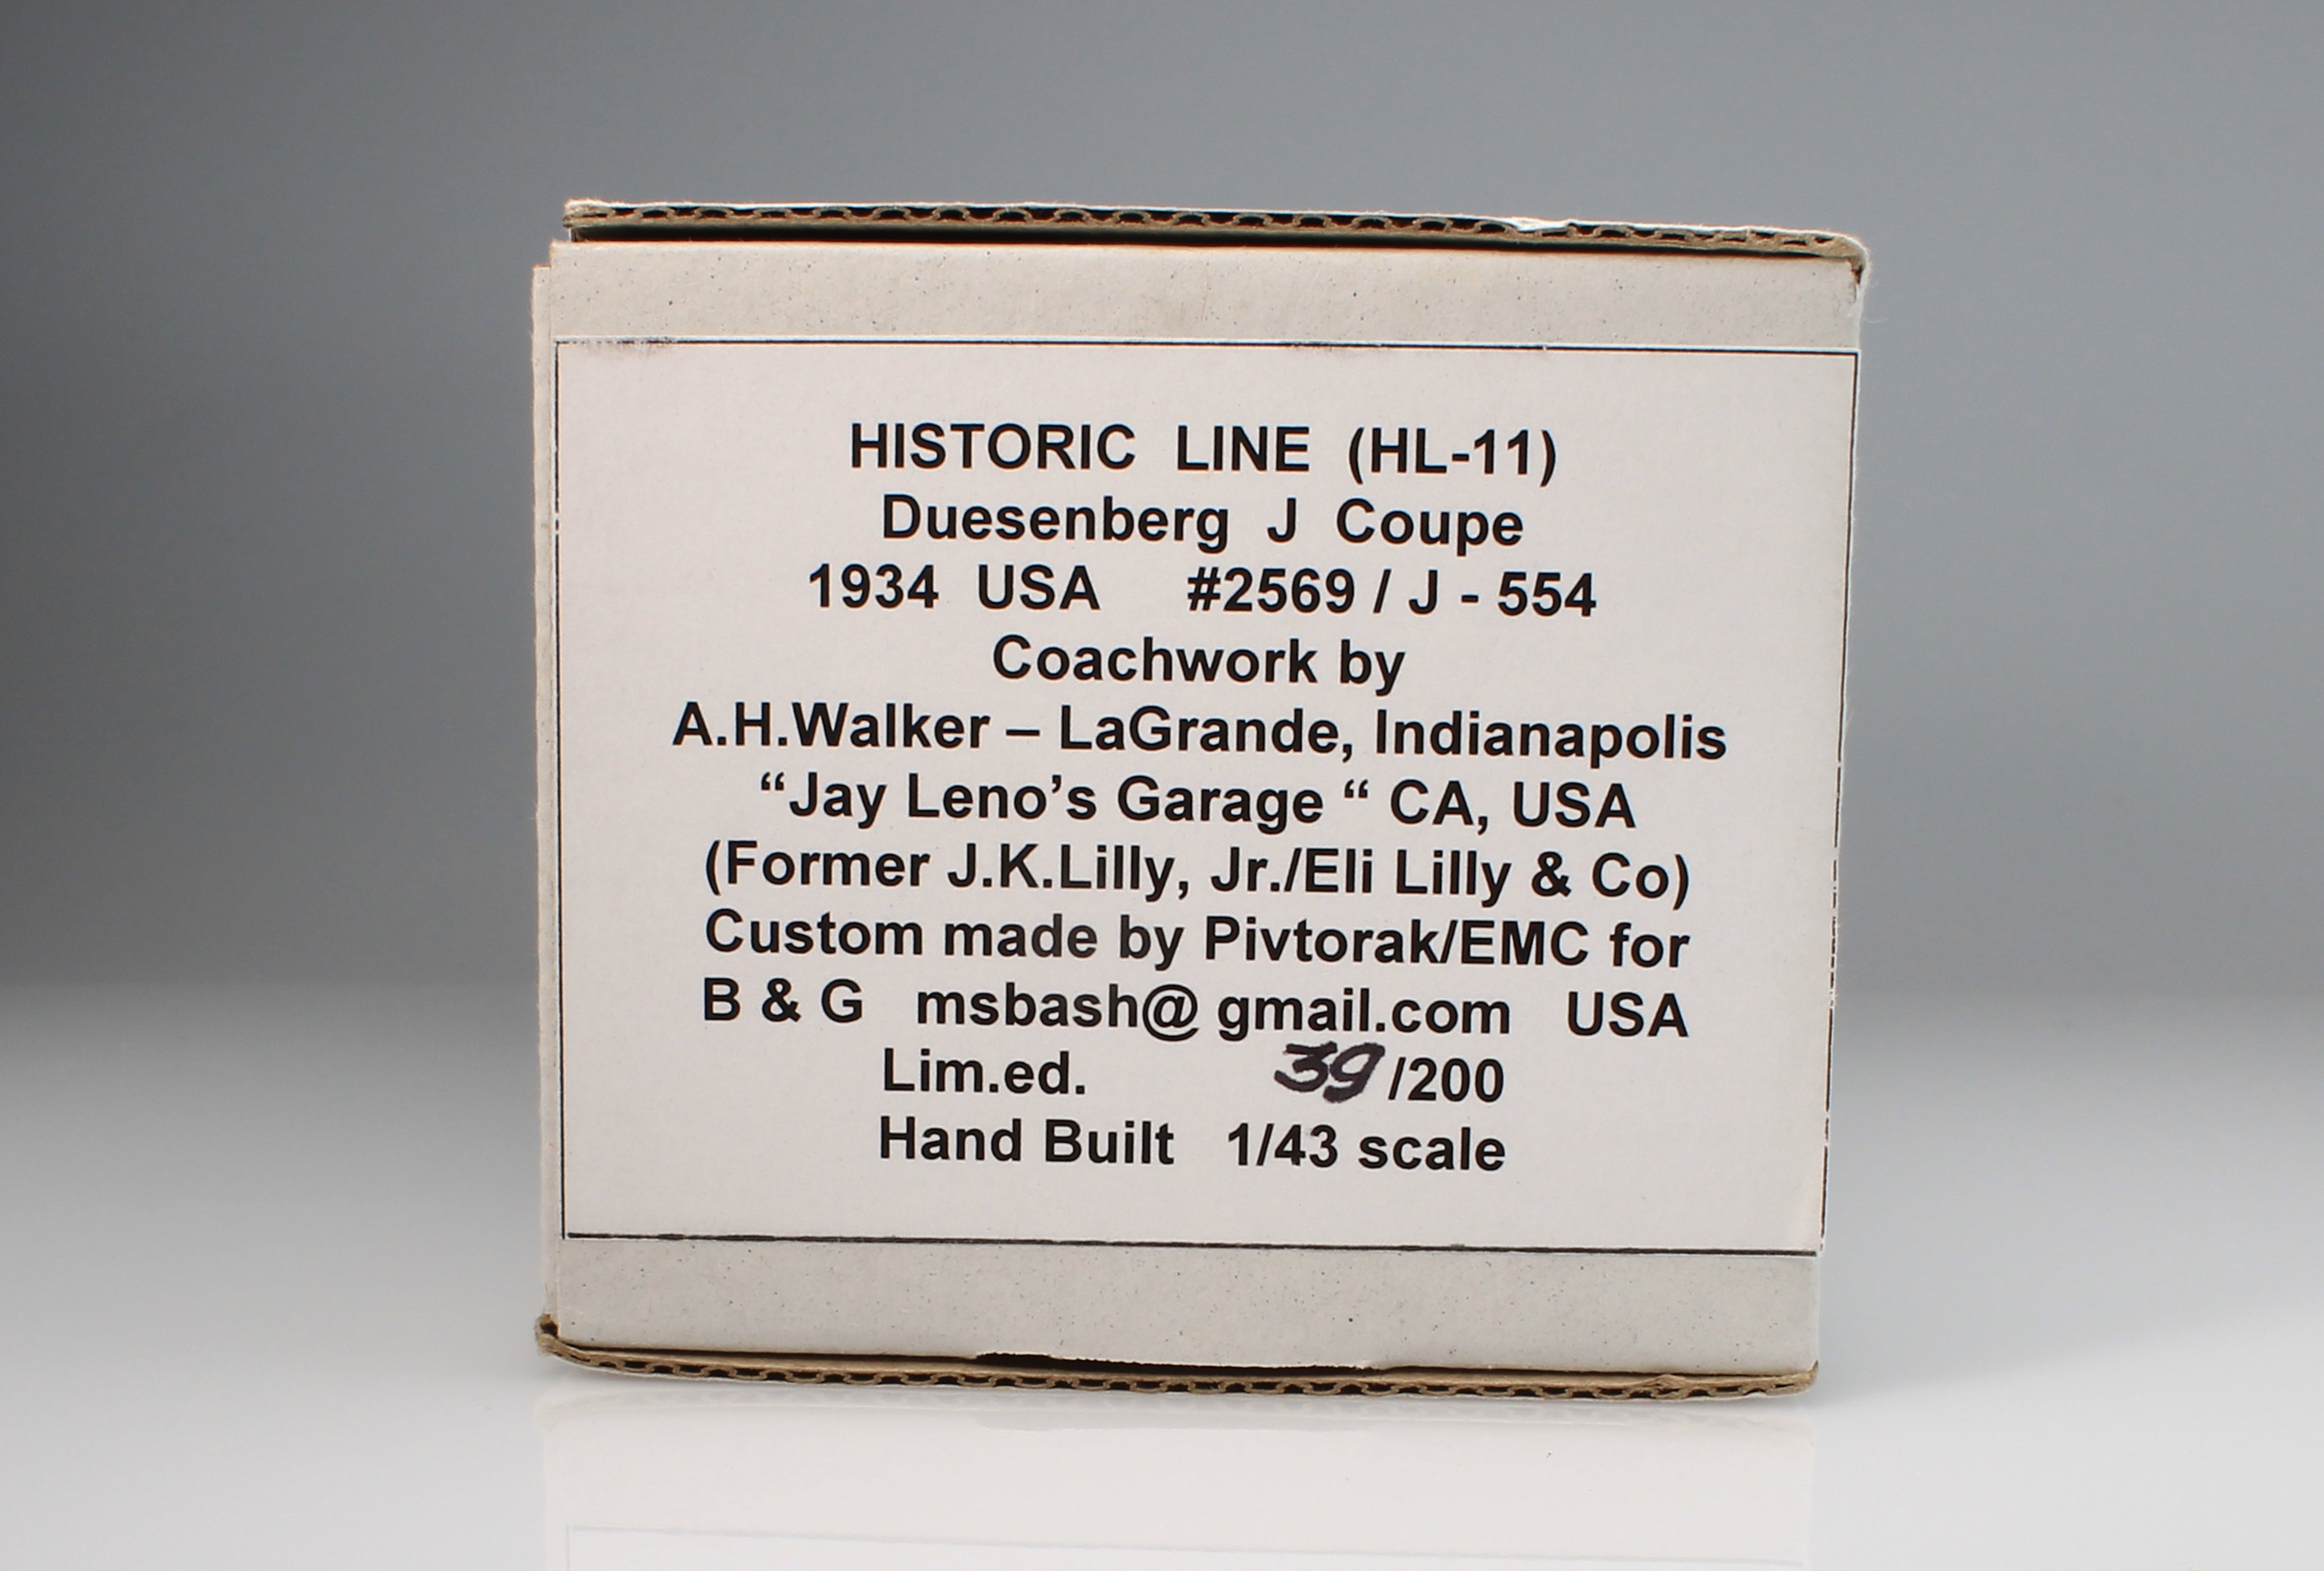 HISTORIC LINE (HL-11)
Duesenberg J Coupe
1934 USA #2569 / J - 554
Coachwork by
A.H.Walker – LaGrande, Indianapolis
“Jay Leno’s Garage “ CA, USA
(Former J.K.Lilly, Jr./Eli Lilly & Co)
Custom made by Pivtorak/EMC for
B & G msbash@ gmail.com USA
Lim.ed. 39 /200
Hand Built 1/43 scale